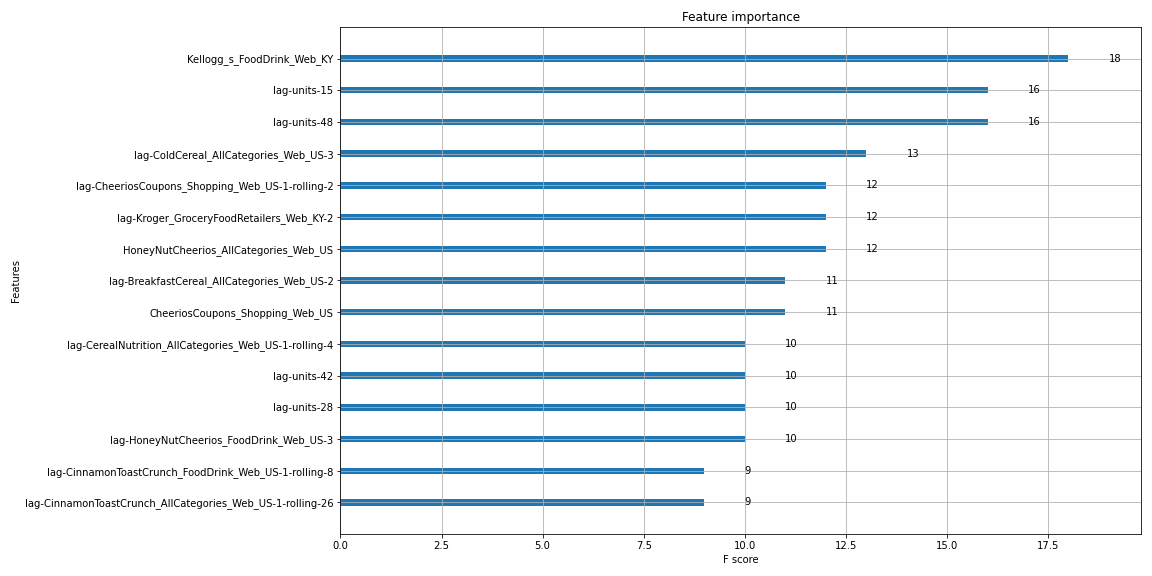 Feature importance
Kellogg_s_FoodDrink_Web_KY 18
lag-units-15 16
lag-units-48 16
lag-ColdCereal_AllCategories_Web_US-3 13
lag-CheeriosCoupons_Shopping_Web_US-1-rolling-2 12
lag-Kroger_GroceryFoodRetailers_Web_KY-2 12
HoneyNutCheerios_AllCategories_Web_US 12
lag-BreakfastCereal_AllCategories_Web_US-2 11
CheeriosCoupons_Shopping_Web_US 11
lag-CerealNutrition_AllCategories_Web_US-1-rolling-4 10
lag-units-42 10
lag-units-28 10
lag-HoneyNutCheerios_FoodDrink_Web_US-3 10
lag-CinnamonToastCrunch_FoodDrink_Web_US-1-rolling-8 9
lag-CinnamonToastCrunch_AllCategories_Web_US-1-rolling-26 9
Features
0.0 2.5 5.0 7.5 10.0 12.5 15.0 17.5
F score